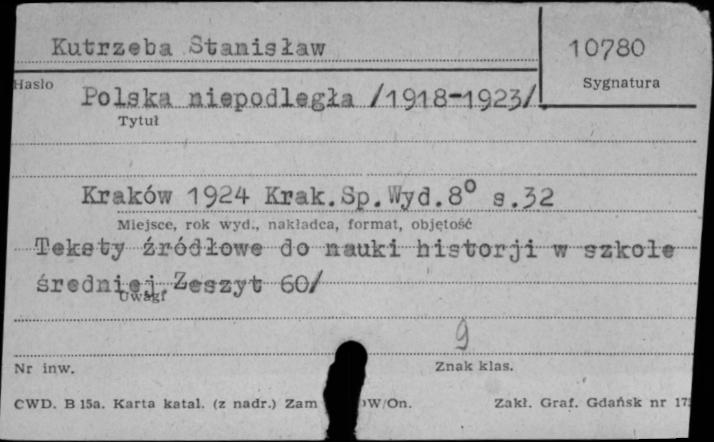 Kutrzeba Stanisław
10780
Hasło
Sygnatura
Polska niepodległa /1918-1923/.
Tytuł
Kraków 1924 Krak.Sp.Wyd.8° s.32
Miejsce, rok wyd., nakładca, format, objętość
Teksty źródłowe do nauki historji w szkole
średniej.Zeszyt 60/
Uwagi
9
Nr inw.
Znak klas.
CWD. B 15a. Karta katal. (z nadr.) Zam OW/On.
Zakł. Graf. Gdańsk nr